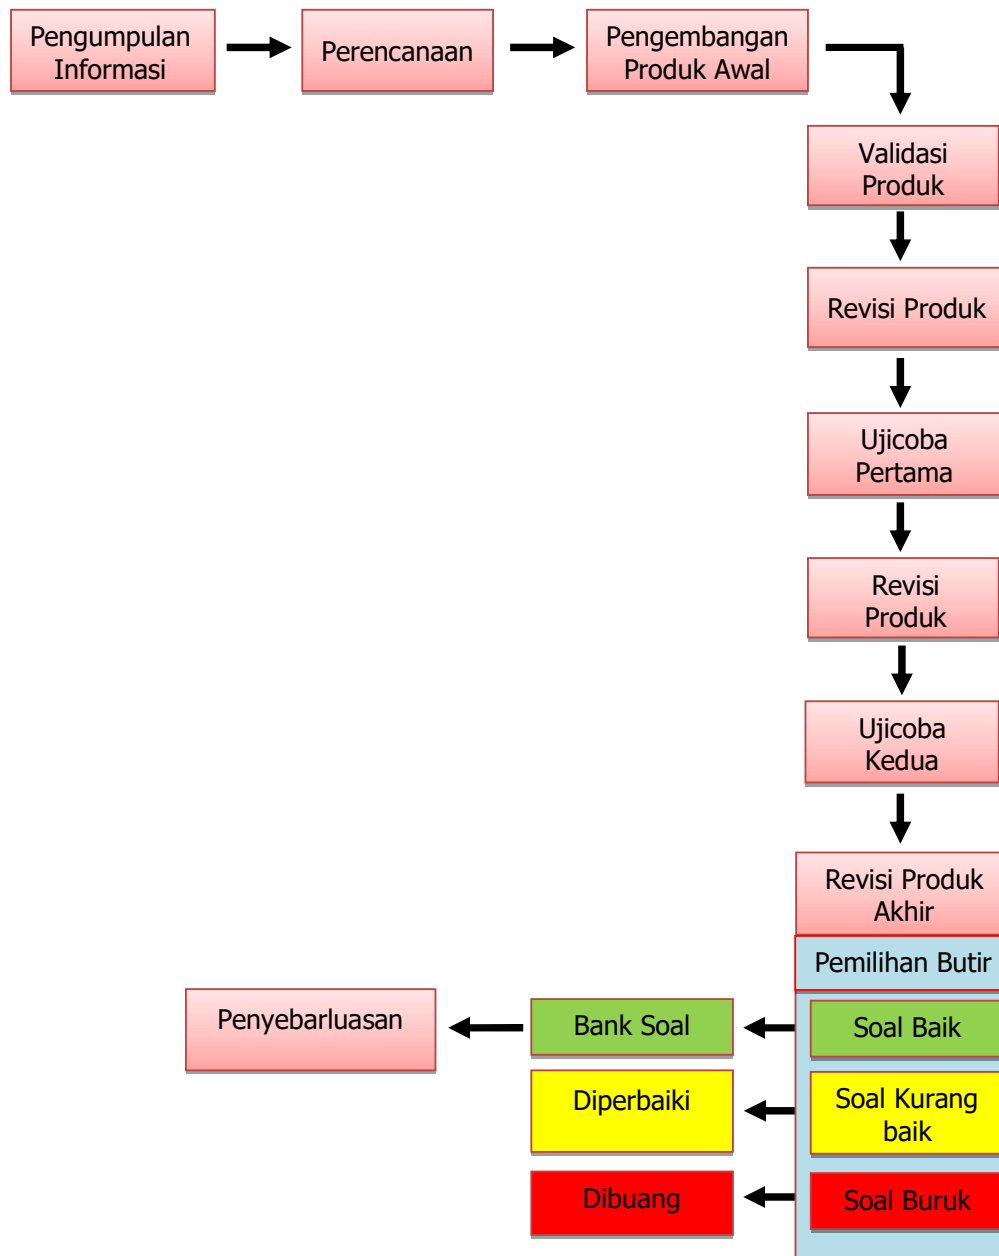 Pengumpulan
Informasi
Perencanaan
Pengembangan
Produk Awal
Validasi
Produk
Revisi Produk
Ujicoba
Pertama
Revisi
Produk
Ujicoba
Kedua
Revisi Produk
Akhir
Pemilihan Butir
Penyebarluasan
Bank Soal
Soal Baik
Diperbaiki
Soal Kurang
baik
Dibuang
Soal Buruk